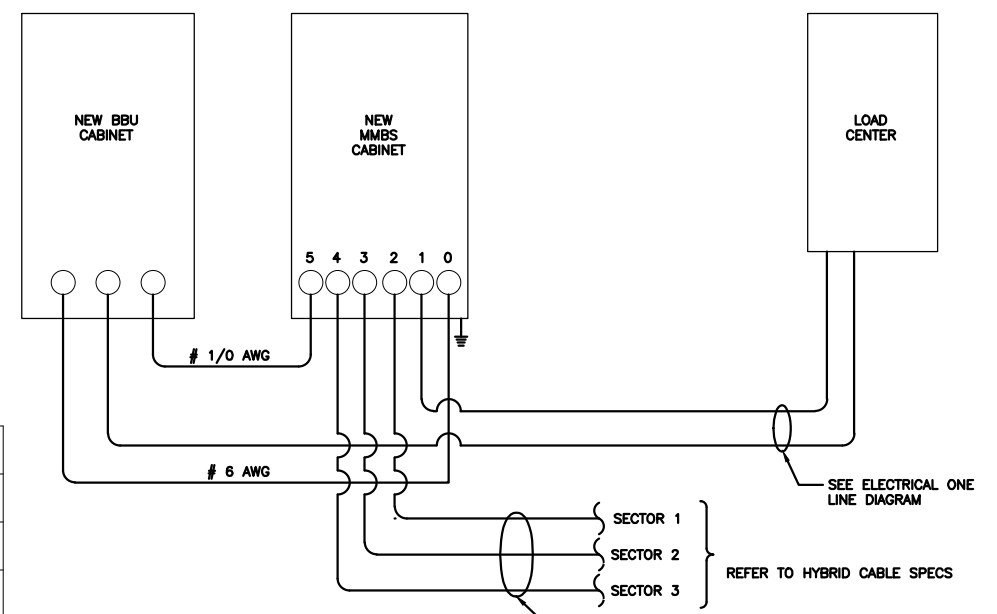 NEW BBU
CABINET
NEW
MMBS
CABINET
LOAD
CENTER
5 4 3 2 1 0
# 1/0 AWG
# 6 AWG
SEE ELECTRICAL ONE
LINE DIAGRAM
SECTOR 1
SECTOR 2
SECTOR 3
REFER TO HYBRID CABLE SPECS